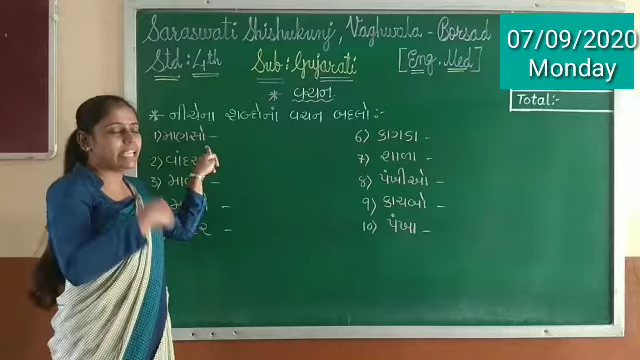 Saraswati Shishukunj, Vaghwala - Borsad
Std : 4th Sub : Gujarati [Eng. Med]
07/09/2020
Monday
* વચન
Total:-
* નીચેના શબ્દોનાં વચન બદલો :-
1) માણસો -
2) વાંદરા
3)
-
-
6) કાગડા -
7) શાળા -
8) પંખીઓ -
9) કાચબો -
10) પંખા -